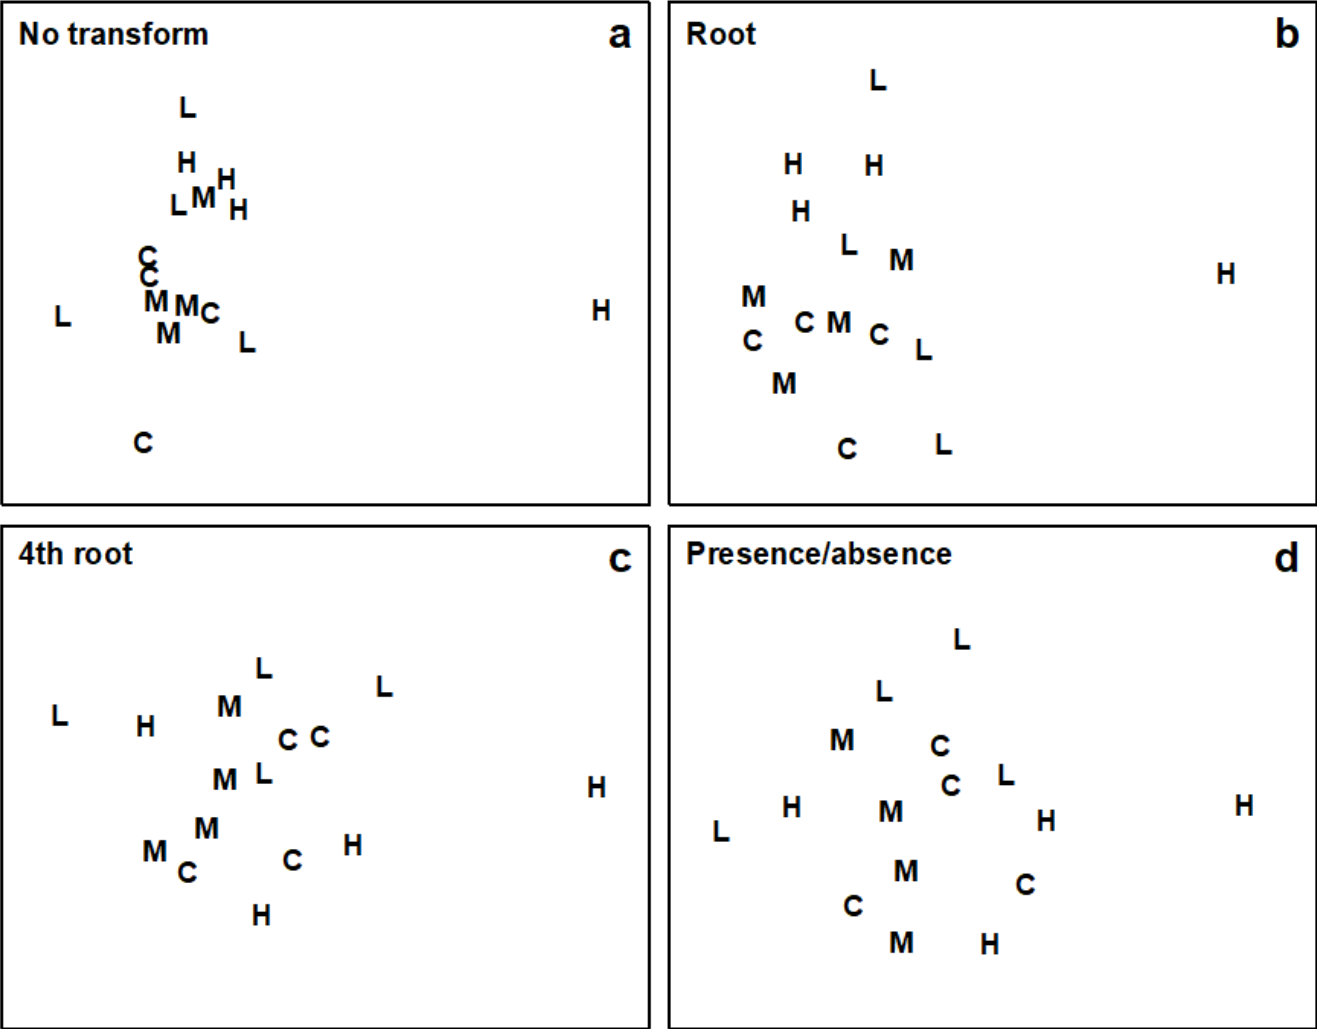 No transform a
L
H
H
L M H
C
C
M M C
L H
M L
C
Root b
L
H H
H
L M
H
M
C M C
C L
M
C L
4th root c
L
L
L H M
C C
M L
H
M
M C H
C
H
Presence/absence d
L
L
M C
C L
H M H H
L
M
C
C
M H